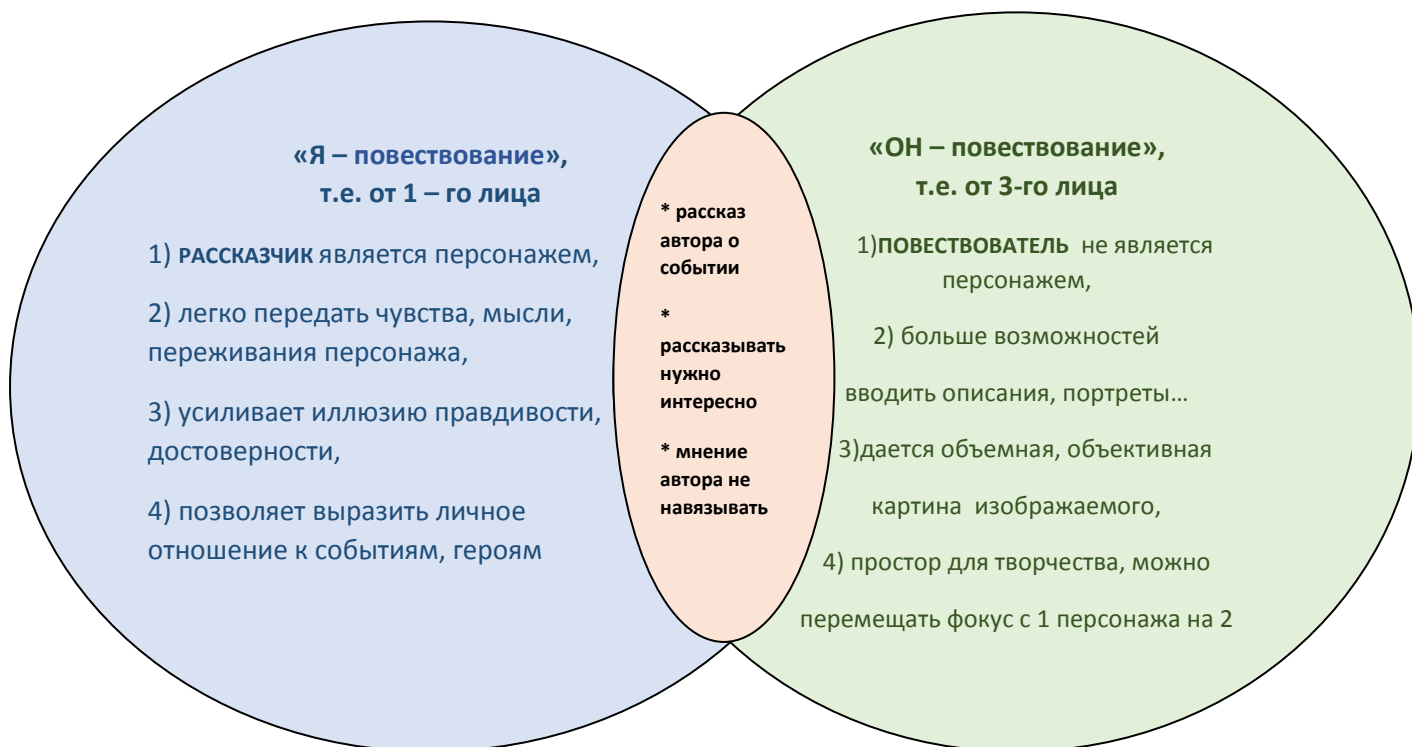 «Я – повествование»,
т.е. от 1 – го лица
1) РАССКАЗЧИК является персонажем,
2) легко передать чувства, мысли,
переживания персонажа,
3) усиливает иллюзию правдивости,
достоверности,
4) позволяет выразить личное
отношение к событиям, героям
* рассказ
автора о
событии
*
рассказывать
нужно
интересно
* мнение
автора не
навязывать
«ОН – повествование»,
т.е. от 3-го лица
1)ПОВЕСТВОВАТЕЛЬ не является
персонажем,
2) больше возможностей
вводить описания, портреты…
3)дается объемная, объективная
картина изображаемого,
4) простор для творчества, можно
перемещать фокус с 1 персонажа на 2